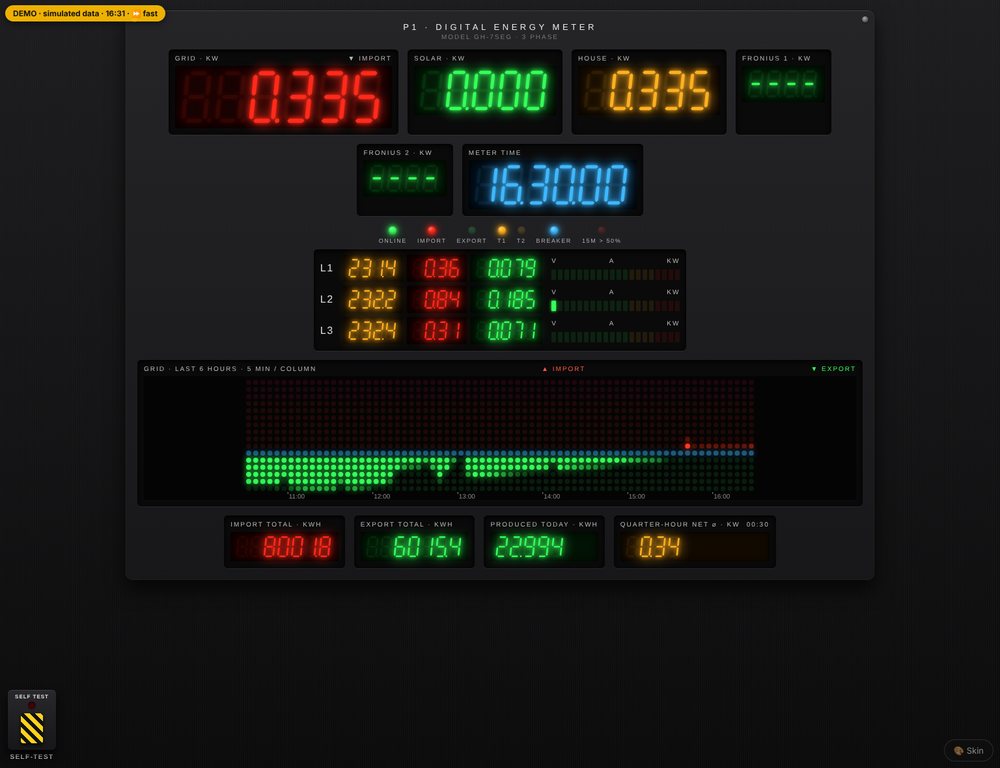 DEMO · simulated data · 16:31 · ⏩ fast
P1 · DIGITAL ENERGY METER
MODEL GH-7SEG · 3 PHASE
GRID · KW ▼ IMPORT
0.335
SOLAR · KW
0.000
HOUSE · KW
0.335
FRONIUS 1 · KW
----
FRONIUS 2 · KW
----
METER TIME
16.30.00
ONLINE IMPORT EXPORT T1 T2 BREAKER 15M > 50%
L1 231.4 0.36 0.079 V A KW
L2 232.2 0.84 0.185 V A KW
L3 232.4 0.31 0.071 V A KW
GRID · LAST 6 HOURS · 5 MIN / COLUMN ▲ IMPORT ▼ EXPORT
11:00 12:00 13:00 14:00 15:00 16:00
IMPORT TOTAL · KWH
8001.8
EXPORT TOTAL · KWH
6015.4
PRODUCED TODAY · KWH
22.994
QUARTER-HOUR NET ⌀ · KW 00:30
0.34
SELF TEST
SELF-TEST
🎨 Skin